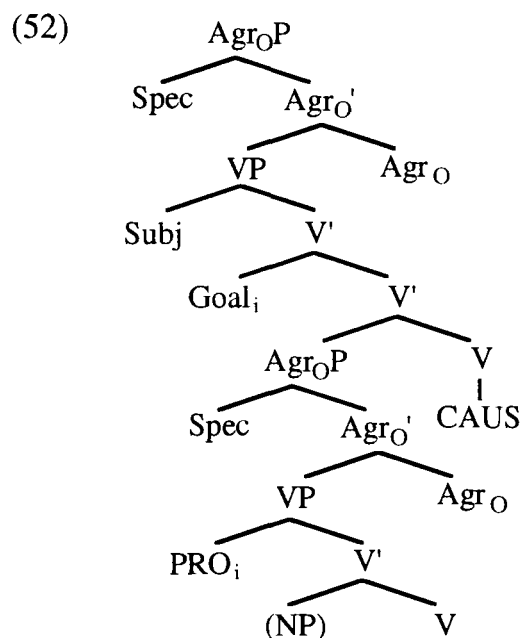 (52)
AgrOP
Spec AgrO'
VP AgrO
Subj V'
Goali V'
AgrOP V
Spec AgrO' CAUS
VP AgrO
PROi V'
(NP) V